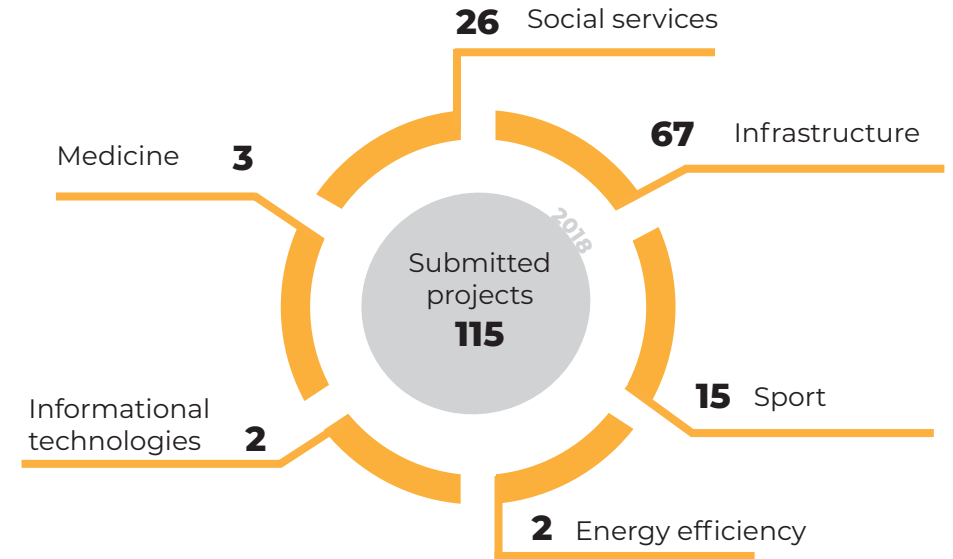 26 Social services
67 Infrastructure
Medicine 3
2018
Submitted
projects
115
15 Sport
Informational
technologies 2
2 Energy efficiency